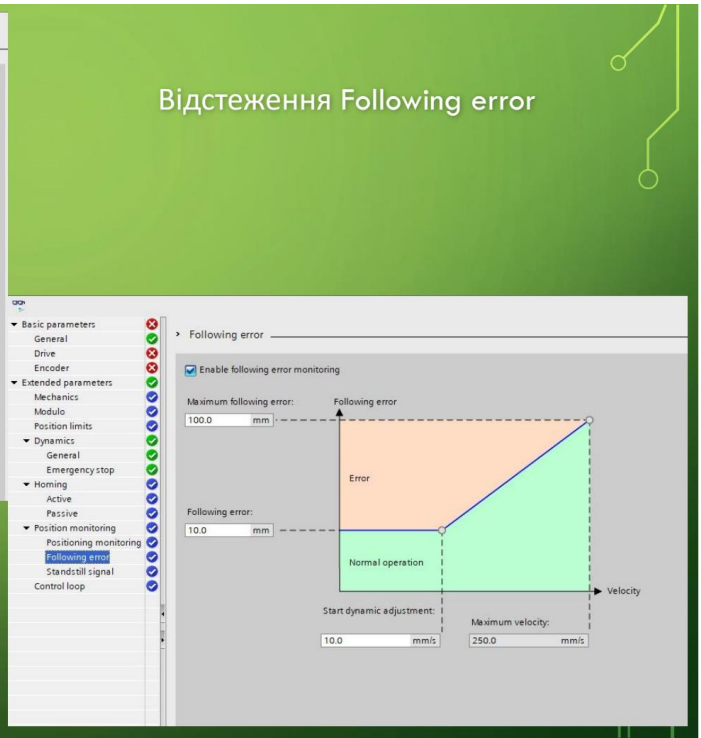 Відстеження Following error
Basic parameters
General
Drive
Encoder
Extended parameters
Mechanics
Modulo
Position limits
Dynamics
General
Emergency stop
Homing
Active
Passive
Position monitoring
Positioning monitoring
Following error
Standstill signal
Control loop
Following error
Enable following error monitoring
Maximum following error: Following error
100.0 mm
Error
Following error:
10.0 mm
Normal operation
Velocity
Start dynamic adjustment:
Maximum velocity:
10.0 mm/s 250.0 mm/s